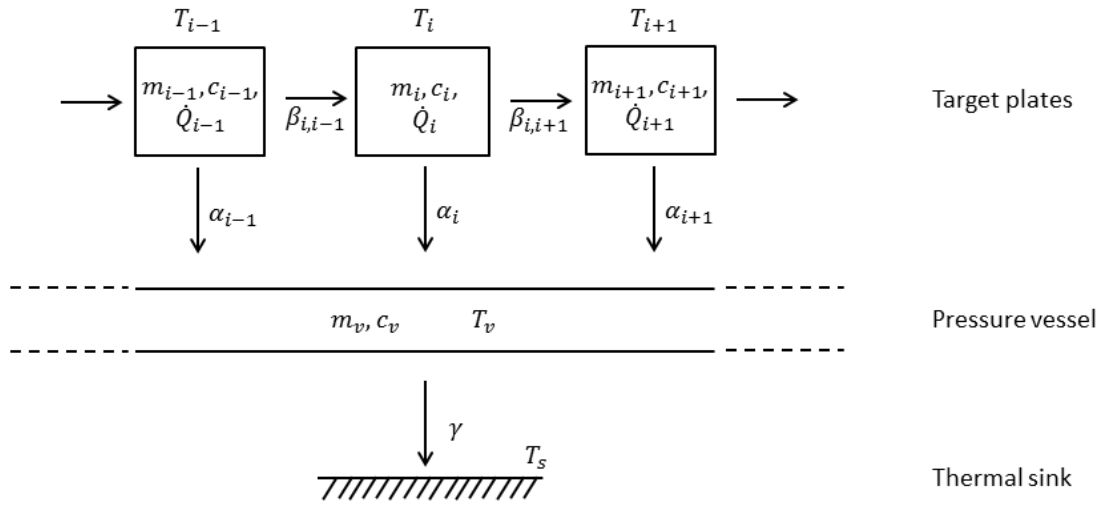 T_{i−1} T_i T_{i+1}
m_{i−1}, c_{i−1}, m_i, c_i, m_{i+1}, c_{i+1}, Target plates
Q̇_{i−1} β_{i,i−1} Q̇_i β_{i,i+1} Q̇_{i+1}
α_{i−1} α_i α_{i+1}
m_v, c_v T_v Pressure vessel
γ
T_s
Thermal sink